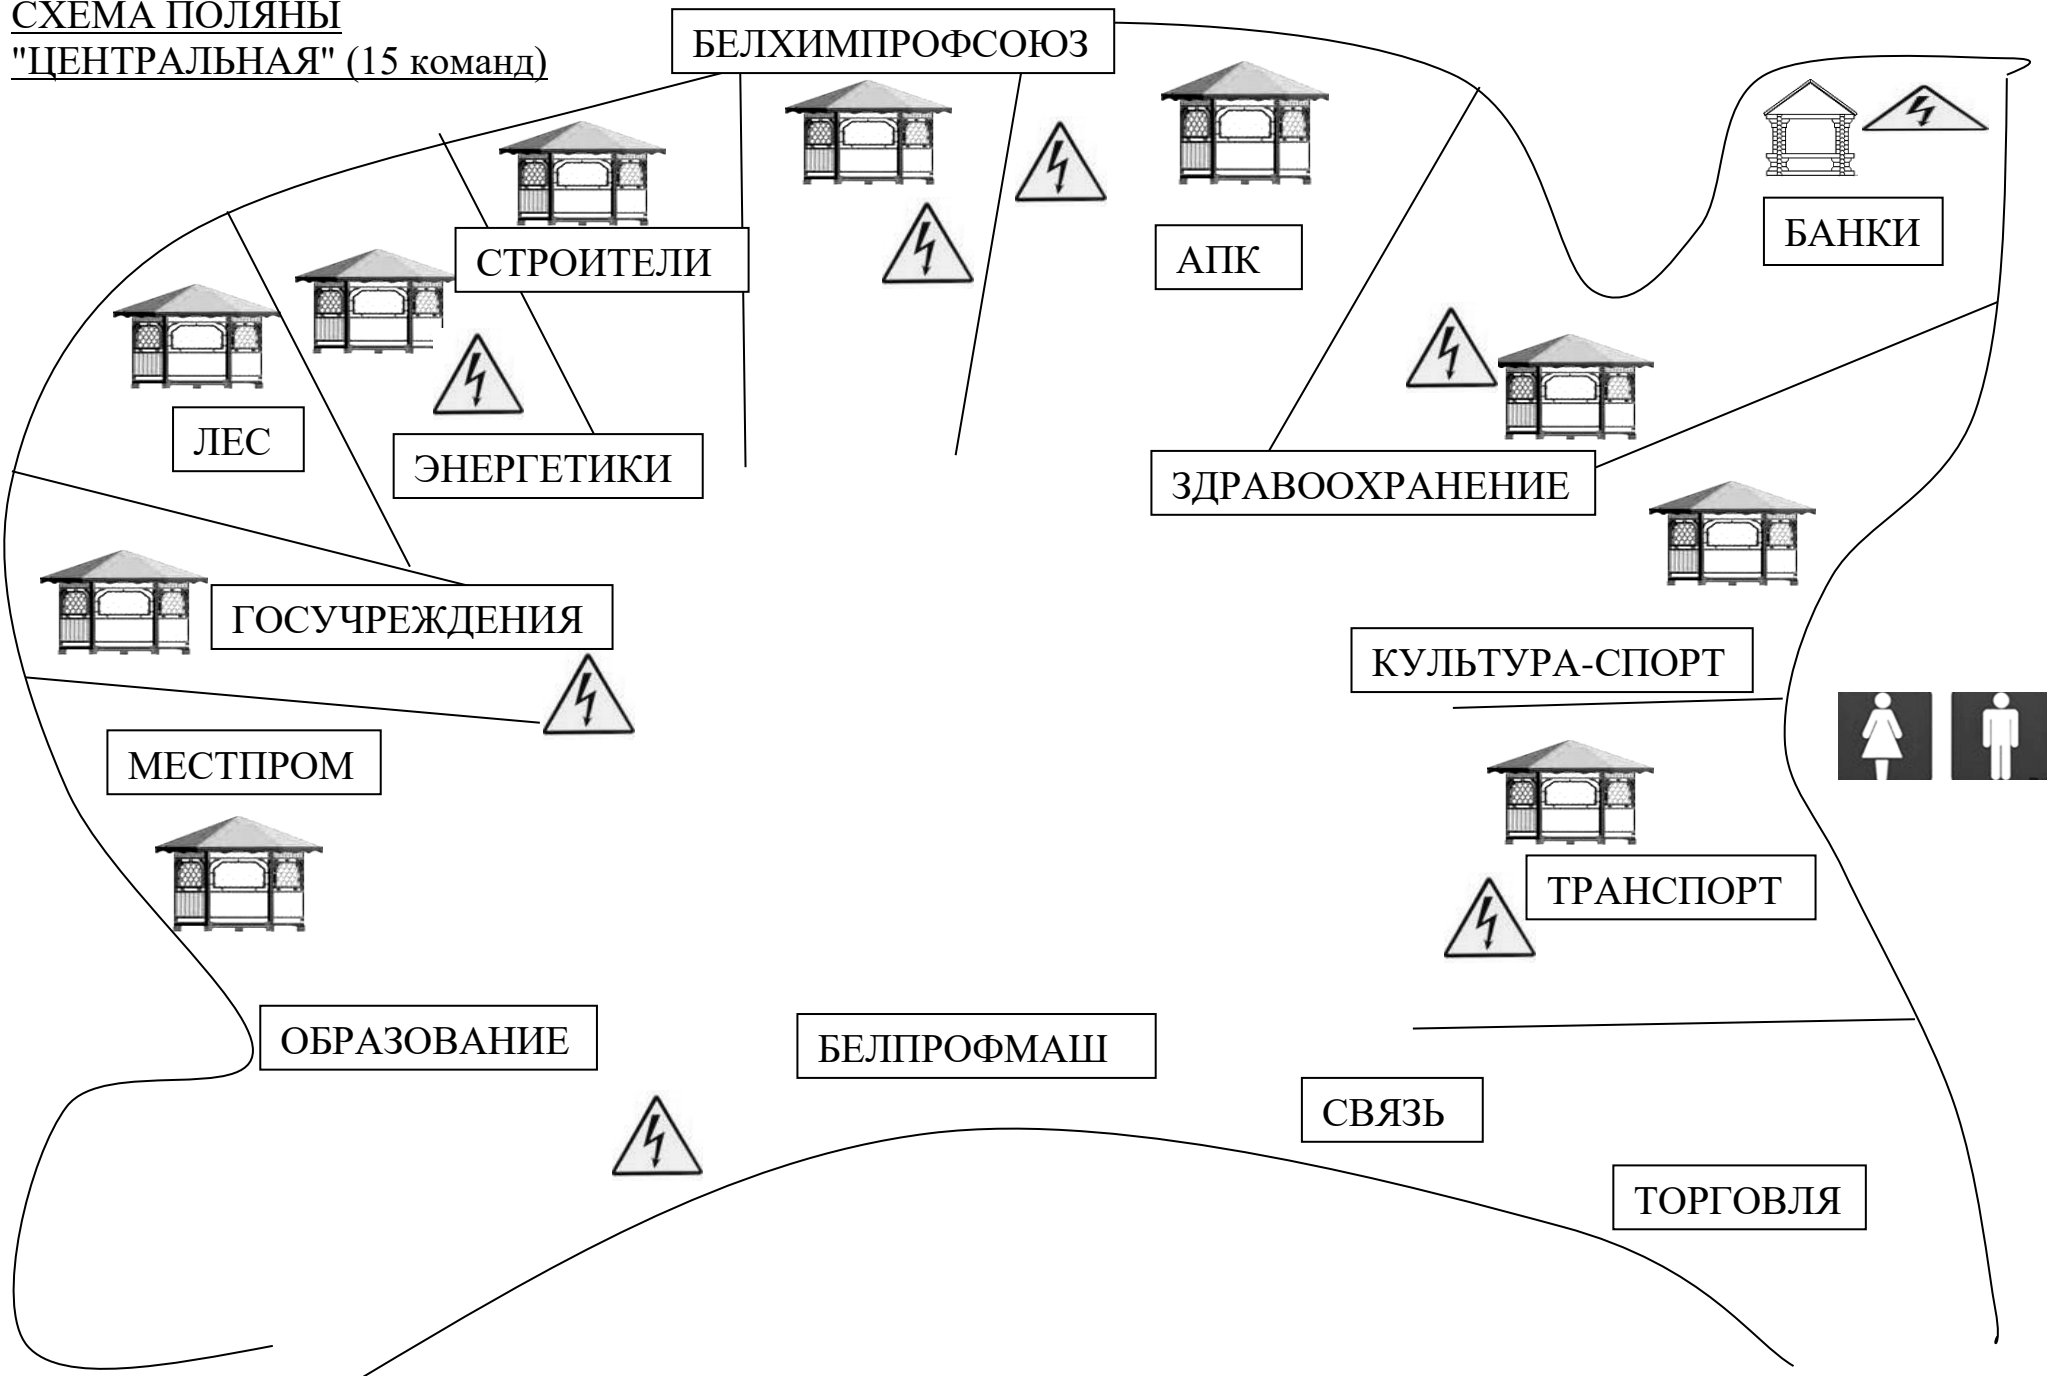 СХЕМА ПОЛЯНЫ
"ЦЕНТРАЛЬНАЯ" (15 команд)
БЕЛХИМПРОФСОЮЗ
БАНКИ
СТРОИТЕЛИ
АПК
ЛЕС
ЭНЕРГЕТИКИ
ЗДРАВООХРАНЕНИЕ
ГОСУЧРЕЖДЕНИЯ
КУЛЬТУРА-СПОРТ
МЕСТПРОМ
ТРАНСПОРТ
ОБРАЗОВАНИЕ
БЕЛПРОФМАШ
СВЯЗЬ
ТОРГОВЛЯ